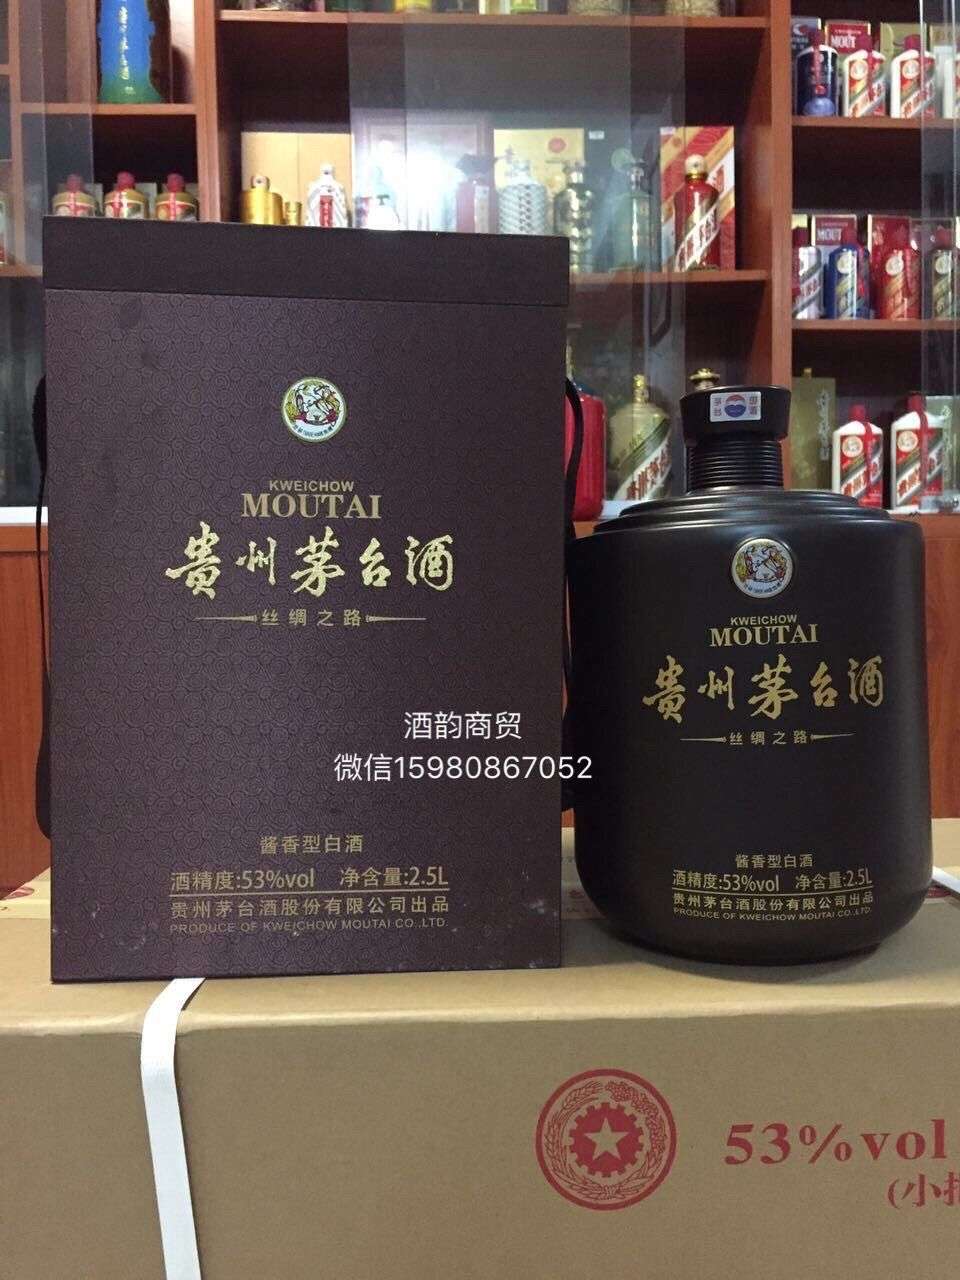 KWEICHOW
MOUTAI
贵州茅台酒
丝绸之路
酱香型白酒
酒精度:53%vol 净含量:2.5L
贵州茅台酒股份有限公司出品
PRODUCE OF KWEICHOW MOUTAI CO.,LTD.
酒韵商贸
微信15980867052
KWEICHOW
MOUTAI
贵州茅台酒
丝绸之路
酱香型白酒
酒精度:53%vol 净含量:2.5L
贵州茅台酒股份有限公司出品
PRODUCE OF KWEICHOW MOUTAI CO.,LTD.
53%vol
MOUT
MOUT